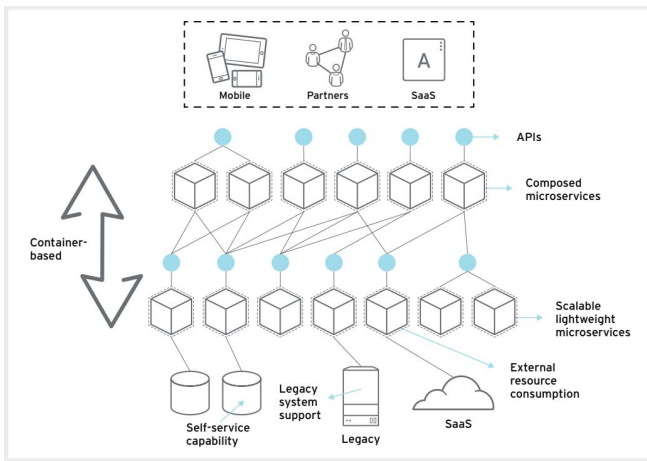 A
Mobile
Partners
SaaS
APIs
Composed
microservices
Container-
based
Scalable
lightweight
microservices
External
resource
consumption
Legacy
system
support
Self-service
capability
Legacy
SaaS